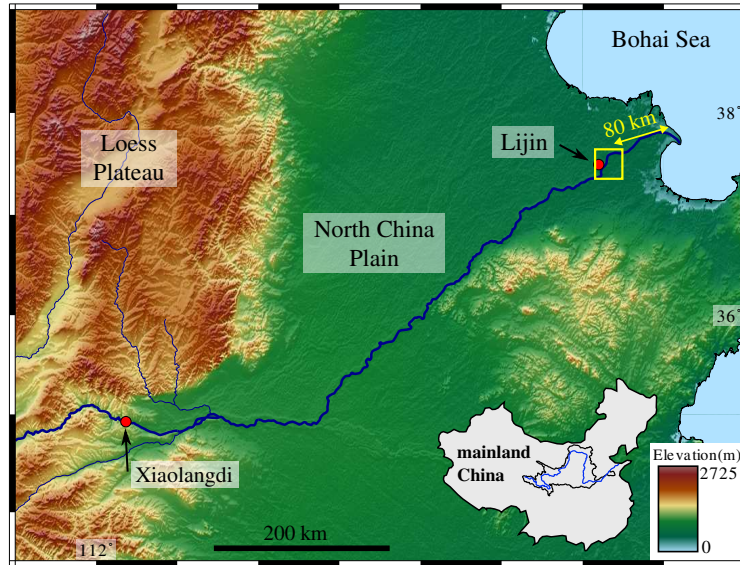 Bohai Sea
38°
80 km
Lijin
Loess
Plateau
North China
Plain
36°
Xiaolangdi
mainland
China
Elevation(m)
2725
0
200 km
112°